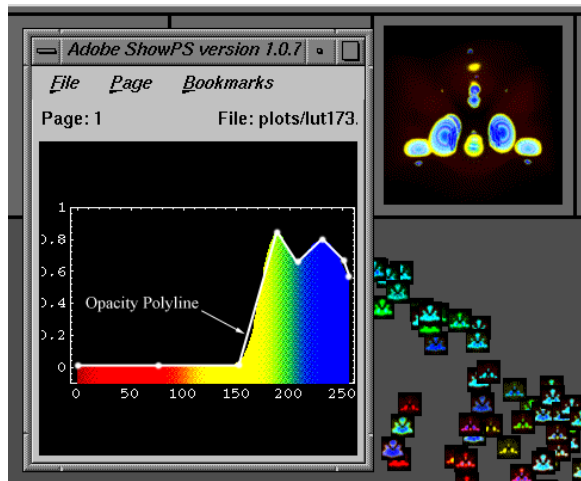 Adobe ShowPS version 1.0.7
File Page Bookmarks
Page: 1 File: plots/lut173.
1
0.8
0.6
0.4
0.2
0
Opacity Polyline
0 50 100 150 200 250